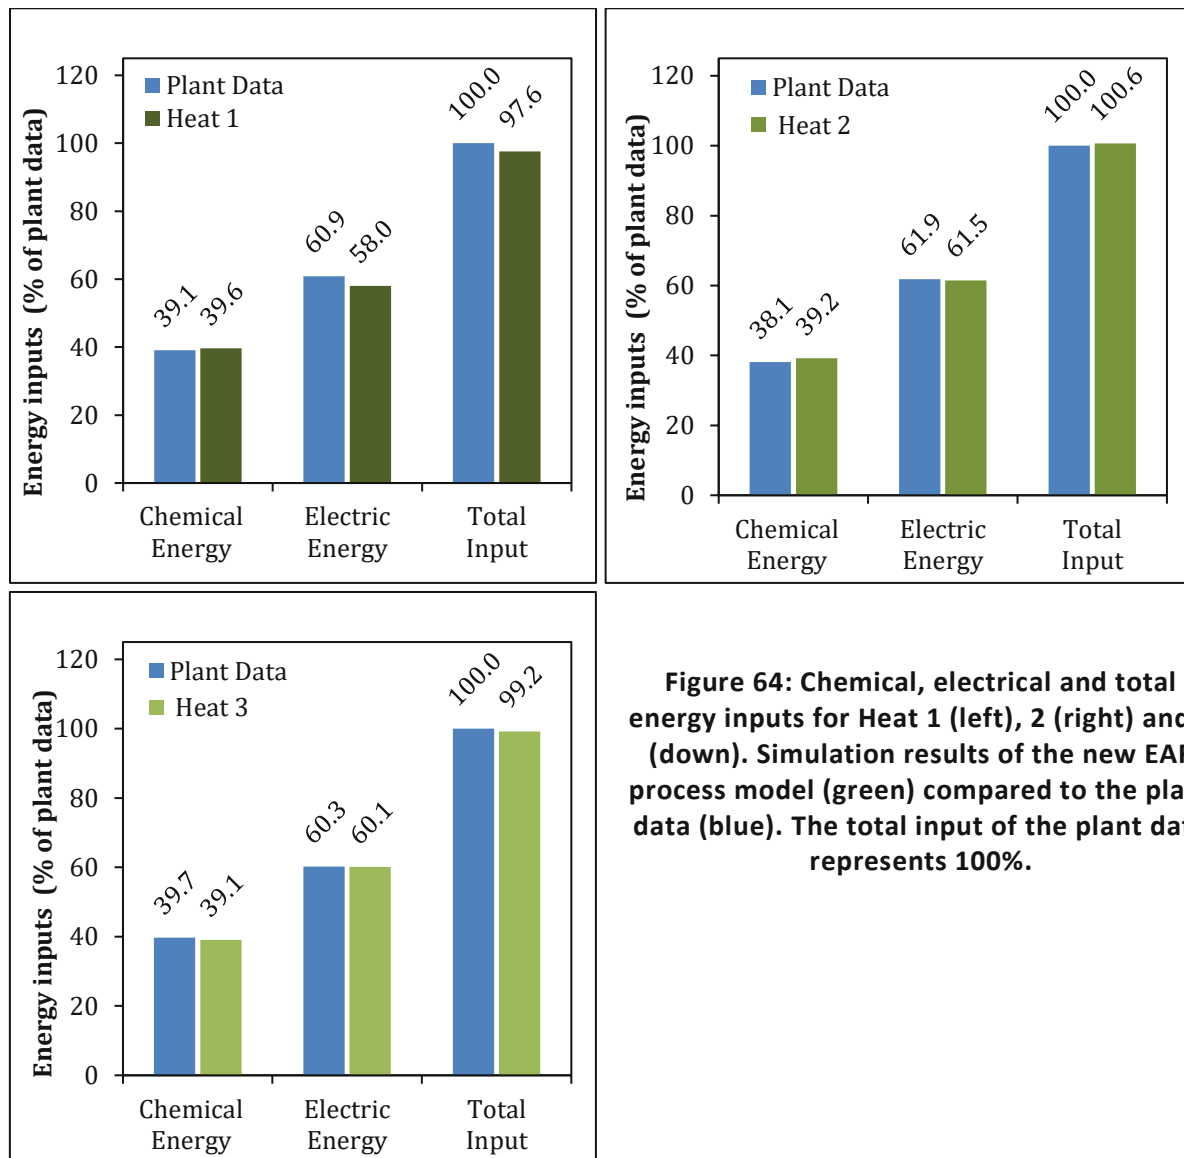 120
100
80
60
40
20
0
Energy inputs (% of plant data)
Plant Data
Heat 1
39.1
39.6
60.9
58.0
100.0
97.6
Chemical Energy
Electric Energy
Total Input
120
100
80
60
40
20
0
Energy inputs (% of plant data)
Plant Data
Heat 2
38.1
39.2
61.9
61.5
100.0
100.6
Chemical Energy
Electric Energy
Total Input
120
100
80
60
40
20
0
Energy inputs (% of plant data)
Plant Data
Heat 3
39.7
39.1
60.3
60.1
100.0
99.2
Chemical Energy
Electric Energy
Total Input
Figure 64: Chemical, electrical and total
energy inputs for Heat 1 (left), 2 (right) and
(down). Simulation results of the new
process model (green) compared to the
data (blue). The total input of the plant
represents 100%.